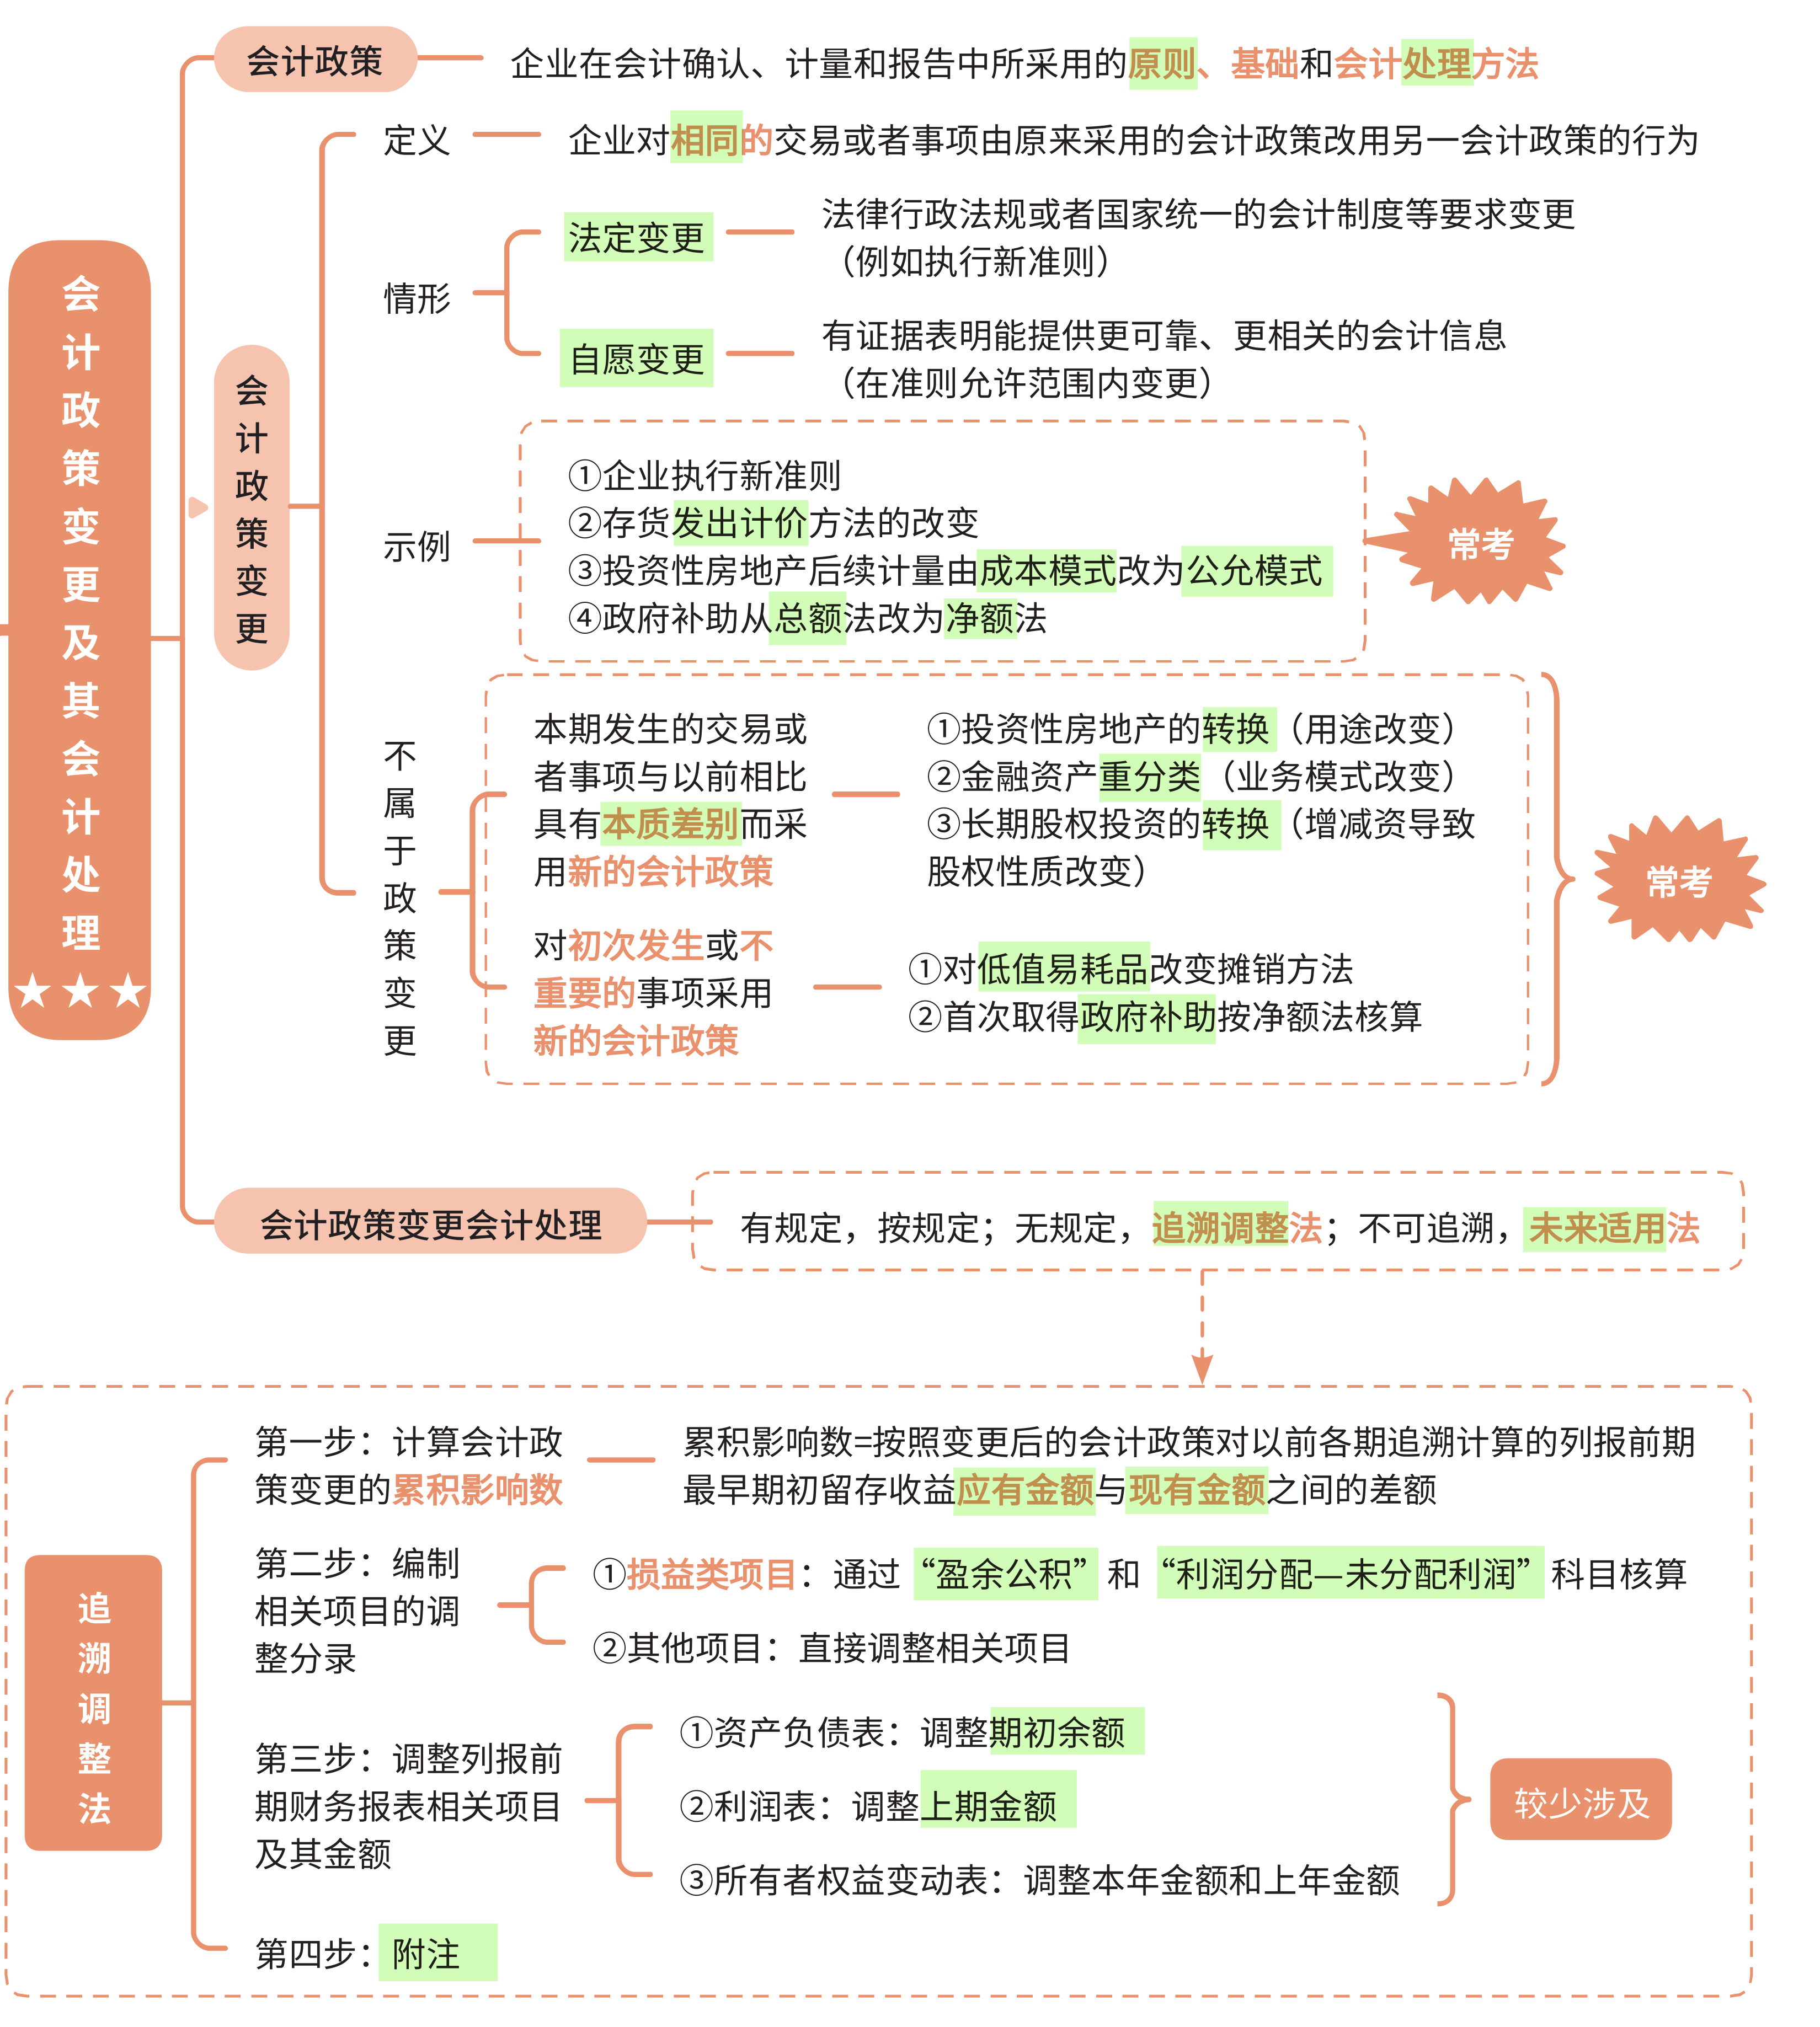 会计政策变更及其会计处理
★★★
会计政策
企业在会计确认、计量和报告中所采用的原则、基础和会计处理方法
会计政策变更
定义
企业对相同的交易或者事项由原来采用的会计政策改用另一会计政策的行为
情形
法定变更
法律行政法规或者国家统一的会计制度等要求变更
（例如执行新准则）
自愿变更
有证据表明能提供更可靠、更相关的会计信息
（在准则允许范围内变更）
示例
①企业执行新准则
②存货发出计价方法的改变
③投资性房地产后续计量由成本模式改为公允模式
④政府补助从总额法改为净额法
常考
不属于政策变更
本期发生的交易或
者事项与以前相比
具有本质差别而采
用新的会计政策
①投资性房地产的转换（用途改变）
②金融资产重分类（业务模式改变）
③长期股权投资的转换（增减资导致
股权性质改变）
对初次发生或不
重要的事项采用
新的会计政策
①对低值易耗品改变摊销方法
②首次取得政府补助按净额法核算
常考
会计政策变更会计处理
有规定，按规定；无规定，追溯调整法；不可追溯，未来适用法
追溯调整法
第一步：计算会计政
策变更的累积影响数
累积影响数=按照变更后的会计政策对以前各期追溯计算的列报前期
最早期初留存收益应有金额与现有金额之间的差额
第二步：编制
相关项目的调
整分录
①损益类项目：通过“盈余公积”和“利润分配—未分配利润”科目核算
②其他项目：直接调整相关项目
第三步：调整列报前
期财务报表相关项目
及其金额
①资产负债表：调整期初余额
②利润表：调整上期金额
③所有者权益变动表：调整本年金额和上年金额
较少涉及
第四步：附注